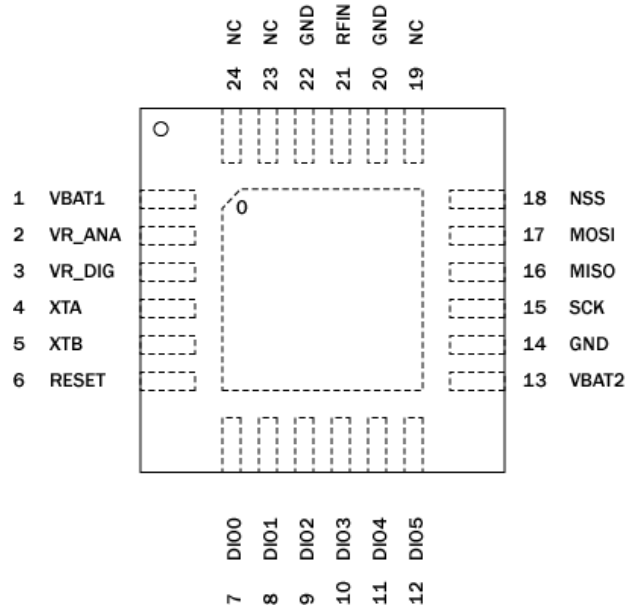 24 NC
23 NC
22 GND
21 RFIN
20 GND
19 NC
1 VBAT1
2 VR_ANA
3 VR_DIG
4 XTA
5 XTB
6 RESET
0
18 NSS
17 MOSI
16 MISO
15 SCK
14 GND
13 VBAT2
7 DIO0
8 DIO1
9 DIO2
10 DIO3
11 DIO4
12 DIO5